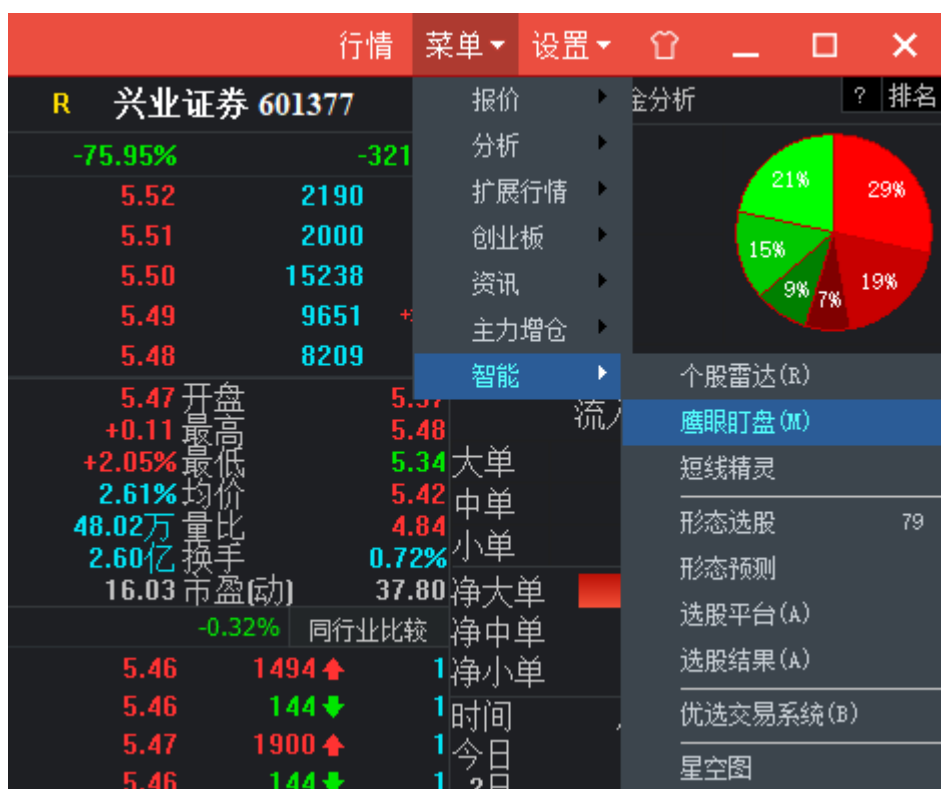 行情 菜单 设置
R 兴业证券 601377 报价 金分析 ? 排名
-75.95% -321 分析
5.52 2190 扩展行情 21% 29%
5.51 2000 创业板 15%
5.50 15238 资讯 9% 7% 19%
5.49 9651 主力增仓
5.48 8209 智能 个股雷达(R)
5.47 开盘
+0.11 最高 5.48 鹰眼盯盘(M)
+2.05% 最低 5.34 大单 短线精灵
2.61% 均价 5.42 中单
48.02万 量比 4.84 形态选股 79
2.60亿 换手 0.72% 小单 形态预测
16.03 市盈(动) 37.80 净大单
-0.32% 同行业比较 净中单 选股平台(A)
5.46 1494 1 净小单 选股结果(A)
5.46 144 1 时间 优选交易系统(B)
5.47 1900 1 今日
5.46 144 1 2日 星空图